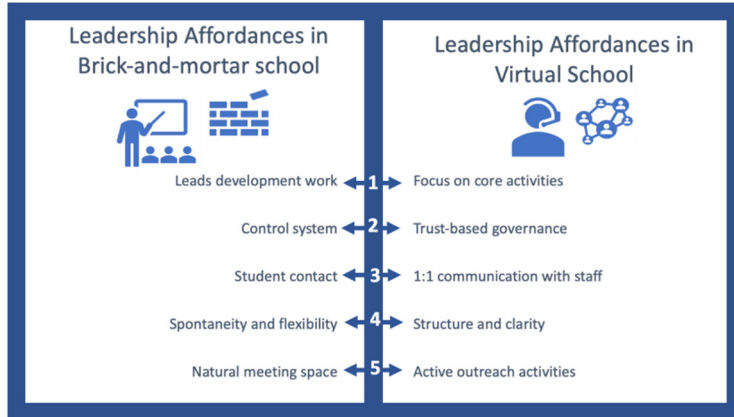 Leadership Affordances in
Brick-and-mortar school
Leadership Affordances in
Virtual School
Leads development work 1 Focus on core activities
Control system 2 Trust-based governance
Student contact 3 1:1 communication with staff
Spontaneity and flexibility 4 Structure and clarity
Natural meeting space 5 Active outreach activities